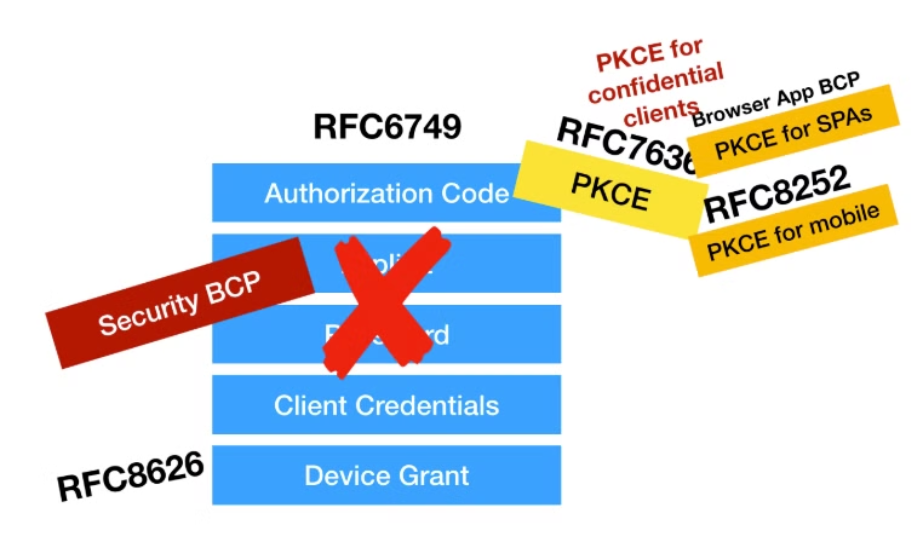 PKCE for
confidential
clients
Browser App BCP
PKCE for SPAs
RFC6749
RFC7636
Authorization Code
PKCE
RFC8252
PKCE for mobile
Security BCP
Client Credentials
RFC8626
Device Grant